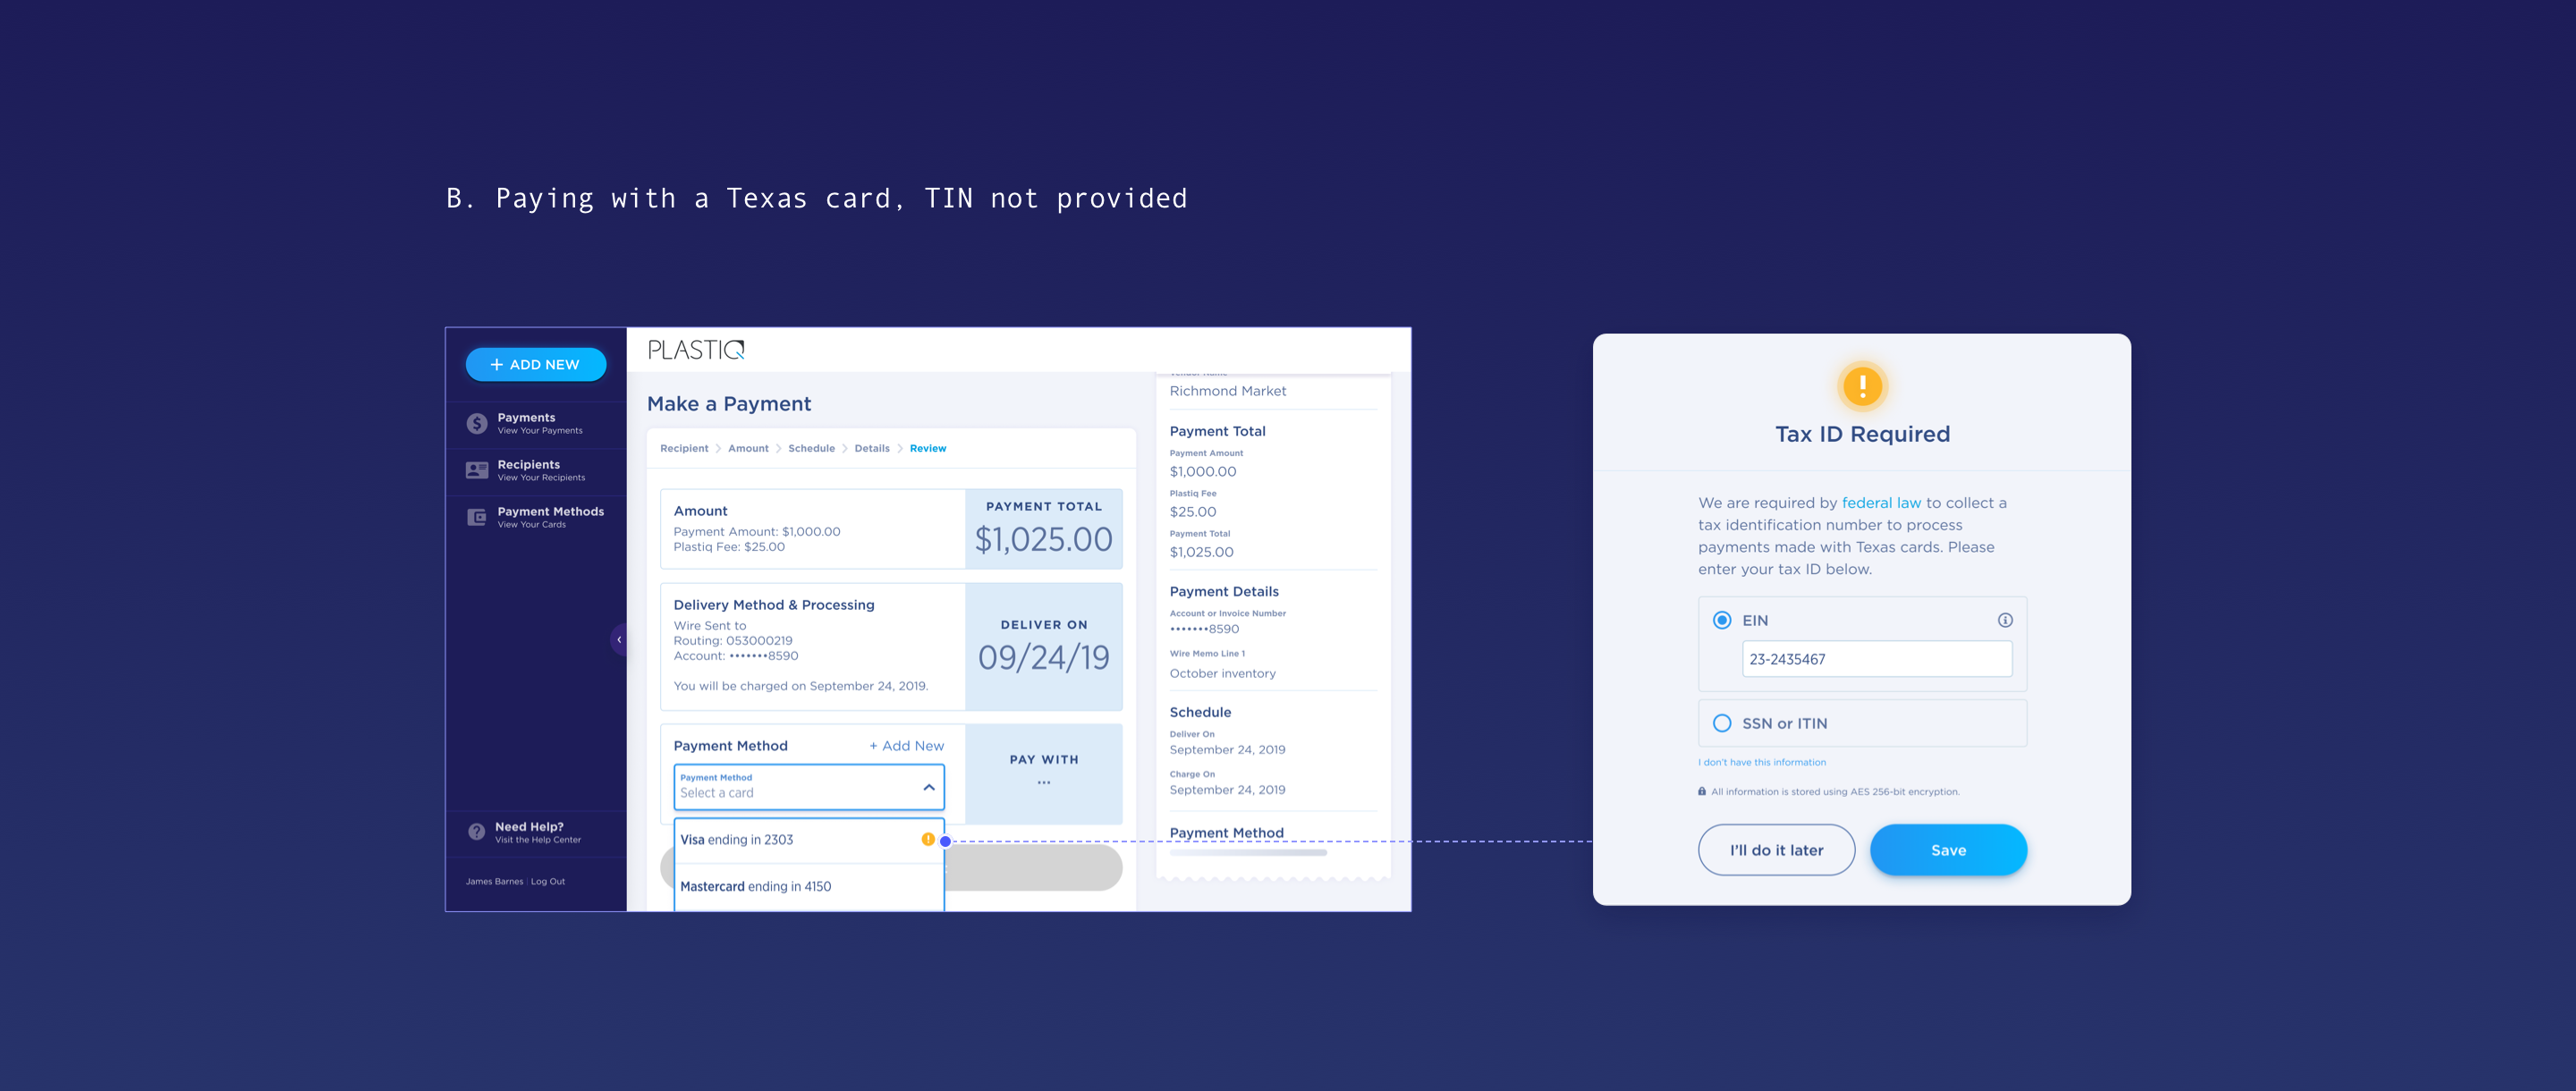 B. Paying with a Texas card, TIN not provided
+ ADD NEW
Payments
View Your Payments
Recipients
View Your Recipients
Payment Methods
View Your Cards
Need Help?
Visit the Help Center
James Barnes | Log Out
PLASTIQ
Make a Payment
Recipient > Amount > Schedule > Details > Review
Amount
Payment Amount: $1,000.00
Plastiq Fee: $25.00
PAYMENT TOTAL
$1,025.00
Delivery Method & Processing
Wire Sent to
Routing: 053000219
Account: •••••••8590
You will be charged on September 24, 2019.
DELIVER ON
09/24/19
Payment Method
+ Add New
Payment Method
Select a card
Visa ending in 2303
Mastercard ending in 4150
PAY WITH
...
Vendor Name
Richmond Market
Payment Total
Payment Amount
$1,000.00
Plastiq Fee
$25.00
Payment Total
$1,025.00
Payment Details
Account or Invoice Number
•••••••8590
Wire Memo Line 1
October inventory
Schedule
Deliver On
September 24, 2019
Charge On
September 24, 2019
Payment Method
Tax ID Required
We are required by federal law to collect a
tax identification number to process
payments made with Texas cards. Please
enter your tax ID below.
EIN
23-2435467
SSN or ITIN
I don't have this information
All information is stored using AES 256-bit encryption.
I'll do it later
Save